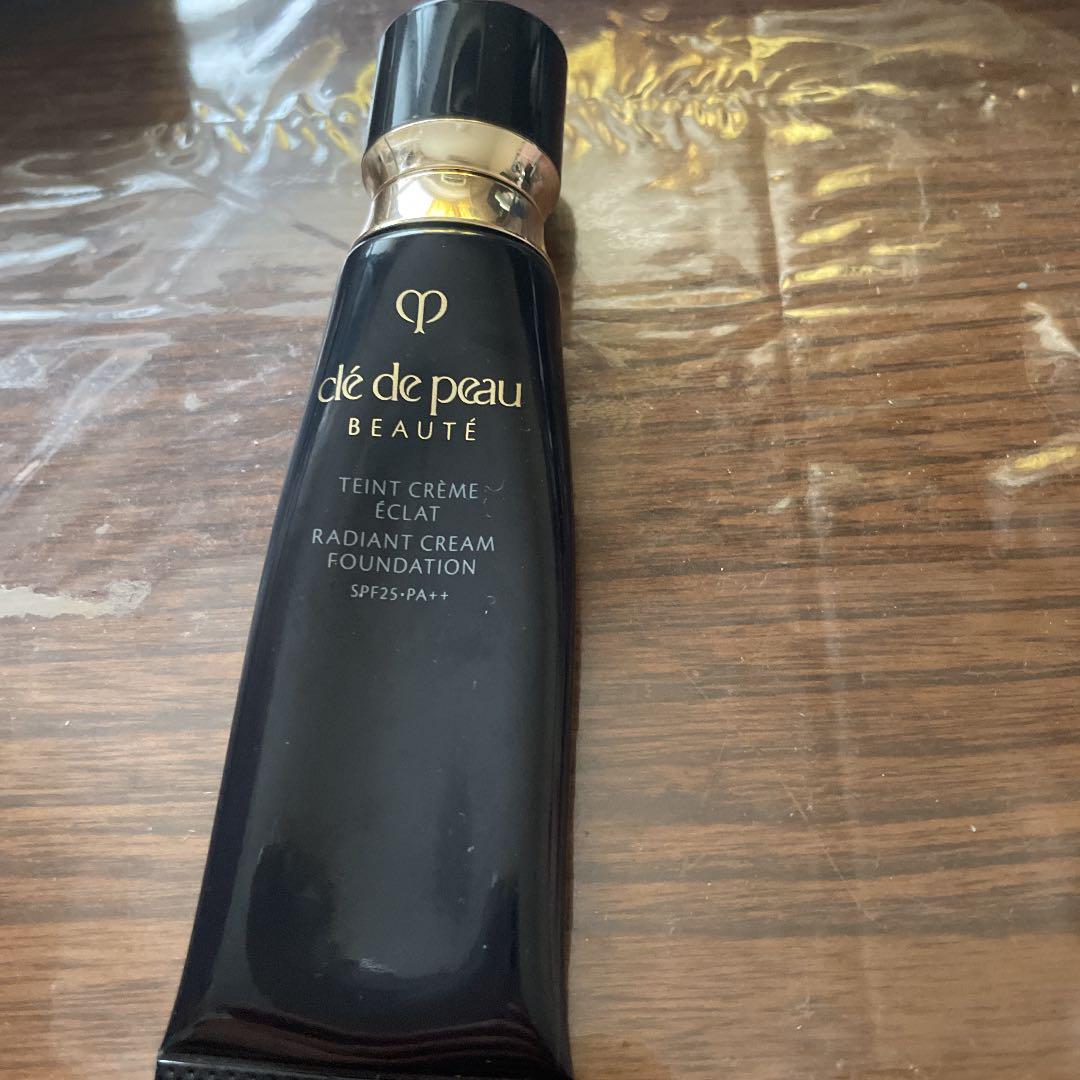 clé de peau
BEAUTÉ
TEINT CRÈME
ÉCLAT
RADIANT CREAM
FOUNDATION
SPF25·PA++